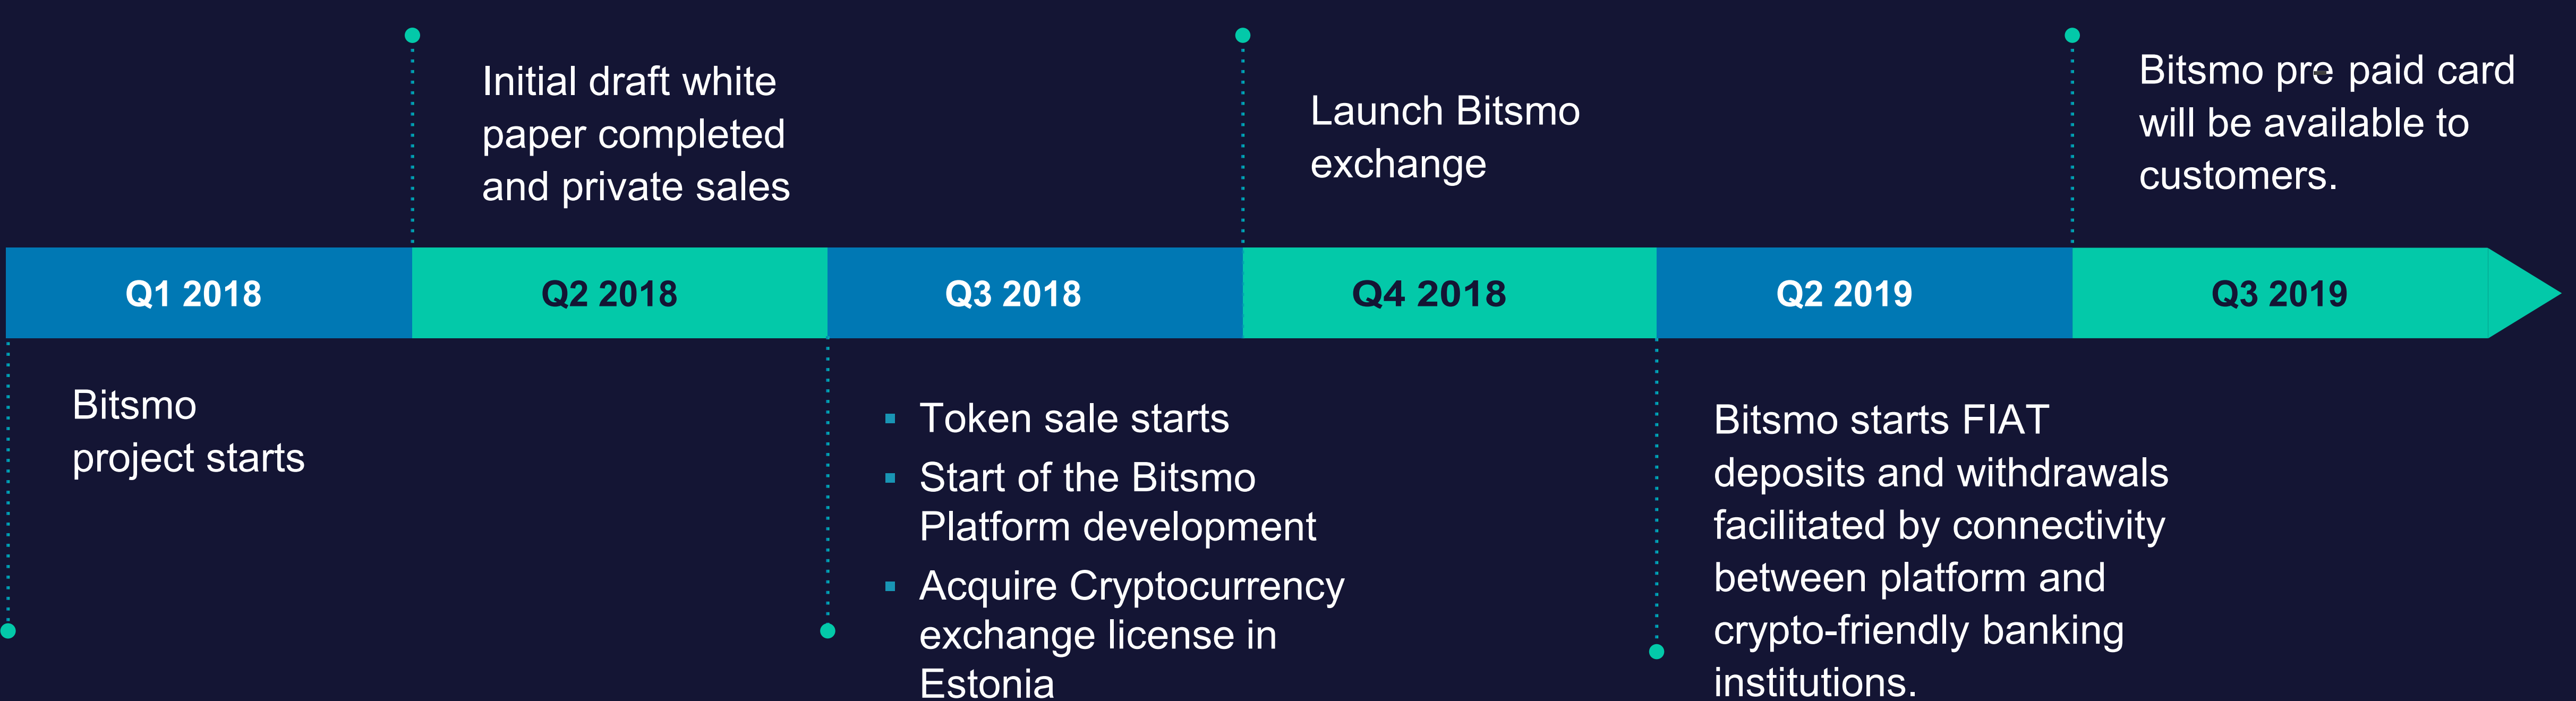 Initial draft white
paper completed
and private sales
Launch Bitsmo
exchange
Bitsmo pre paid card
will be available to
customers.
Q1 2018
Q2 2018
Q3 2018
Q4 2018
Q2 2019
Q3 2019
Bitsmo
project starts
▪ Token sale starts
▪ Start of the Bitsmo
Platform development
▪ Acquire Cryptocurrency
exchange license in
Estonia
Bitsmo starts FIAT
deposits and withdrawals
facilitated by connectivity
between platform and
crypto-friendly banking
institutions.